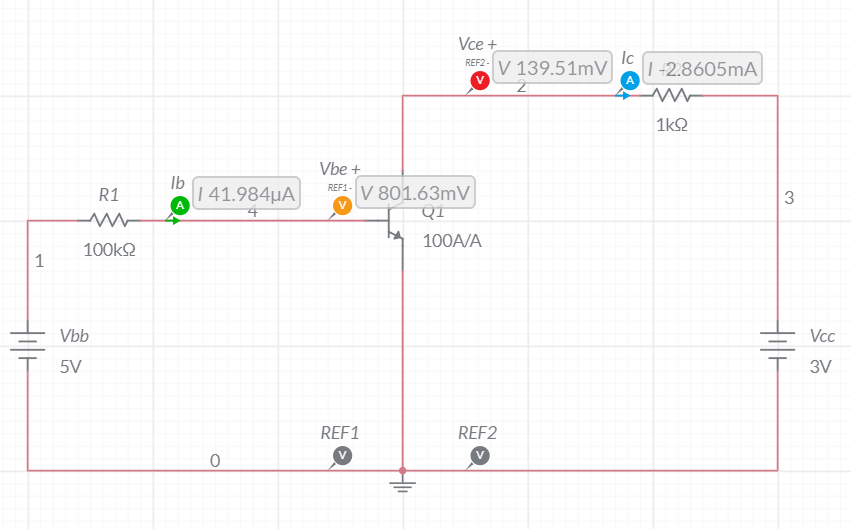 Vce +
REF2 -
V
V 139.51mV
2
Ic
A
I -2.8605mA
1kΩ
Vbe +
REF1 -
V
V 801.63mV
R1
Ib
A
I 41.984µA
4
Q1
100A/A
100kΩ
3
1
Vbb
5V
Vcc
3V
REF1
V
REF2
V
0